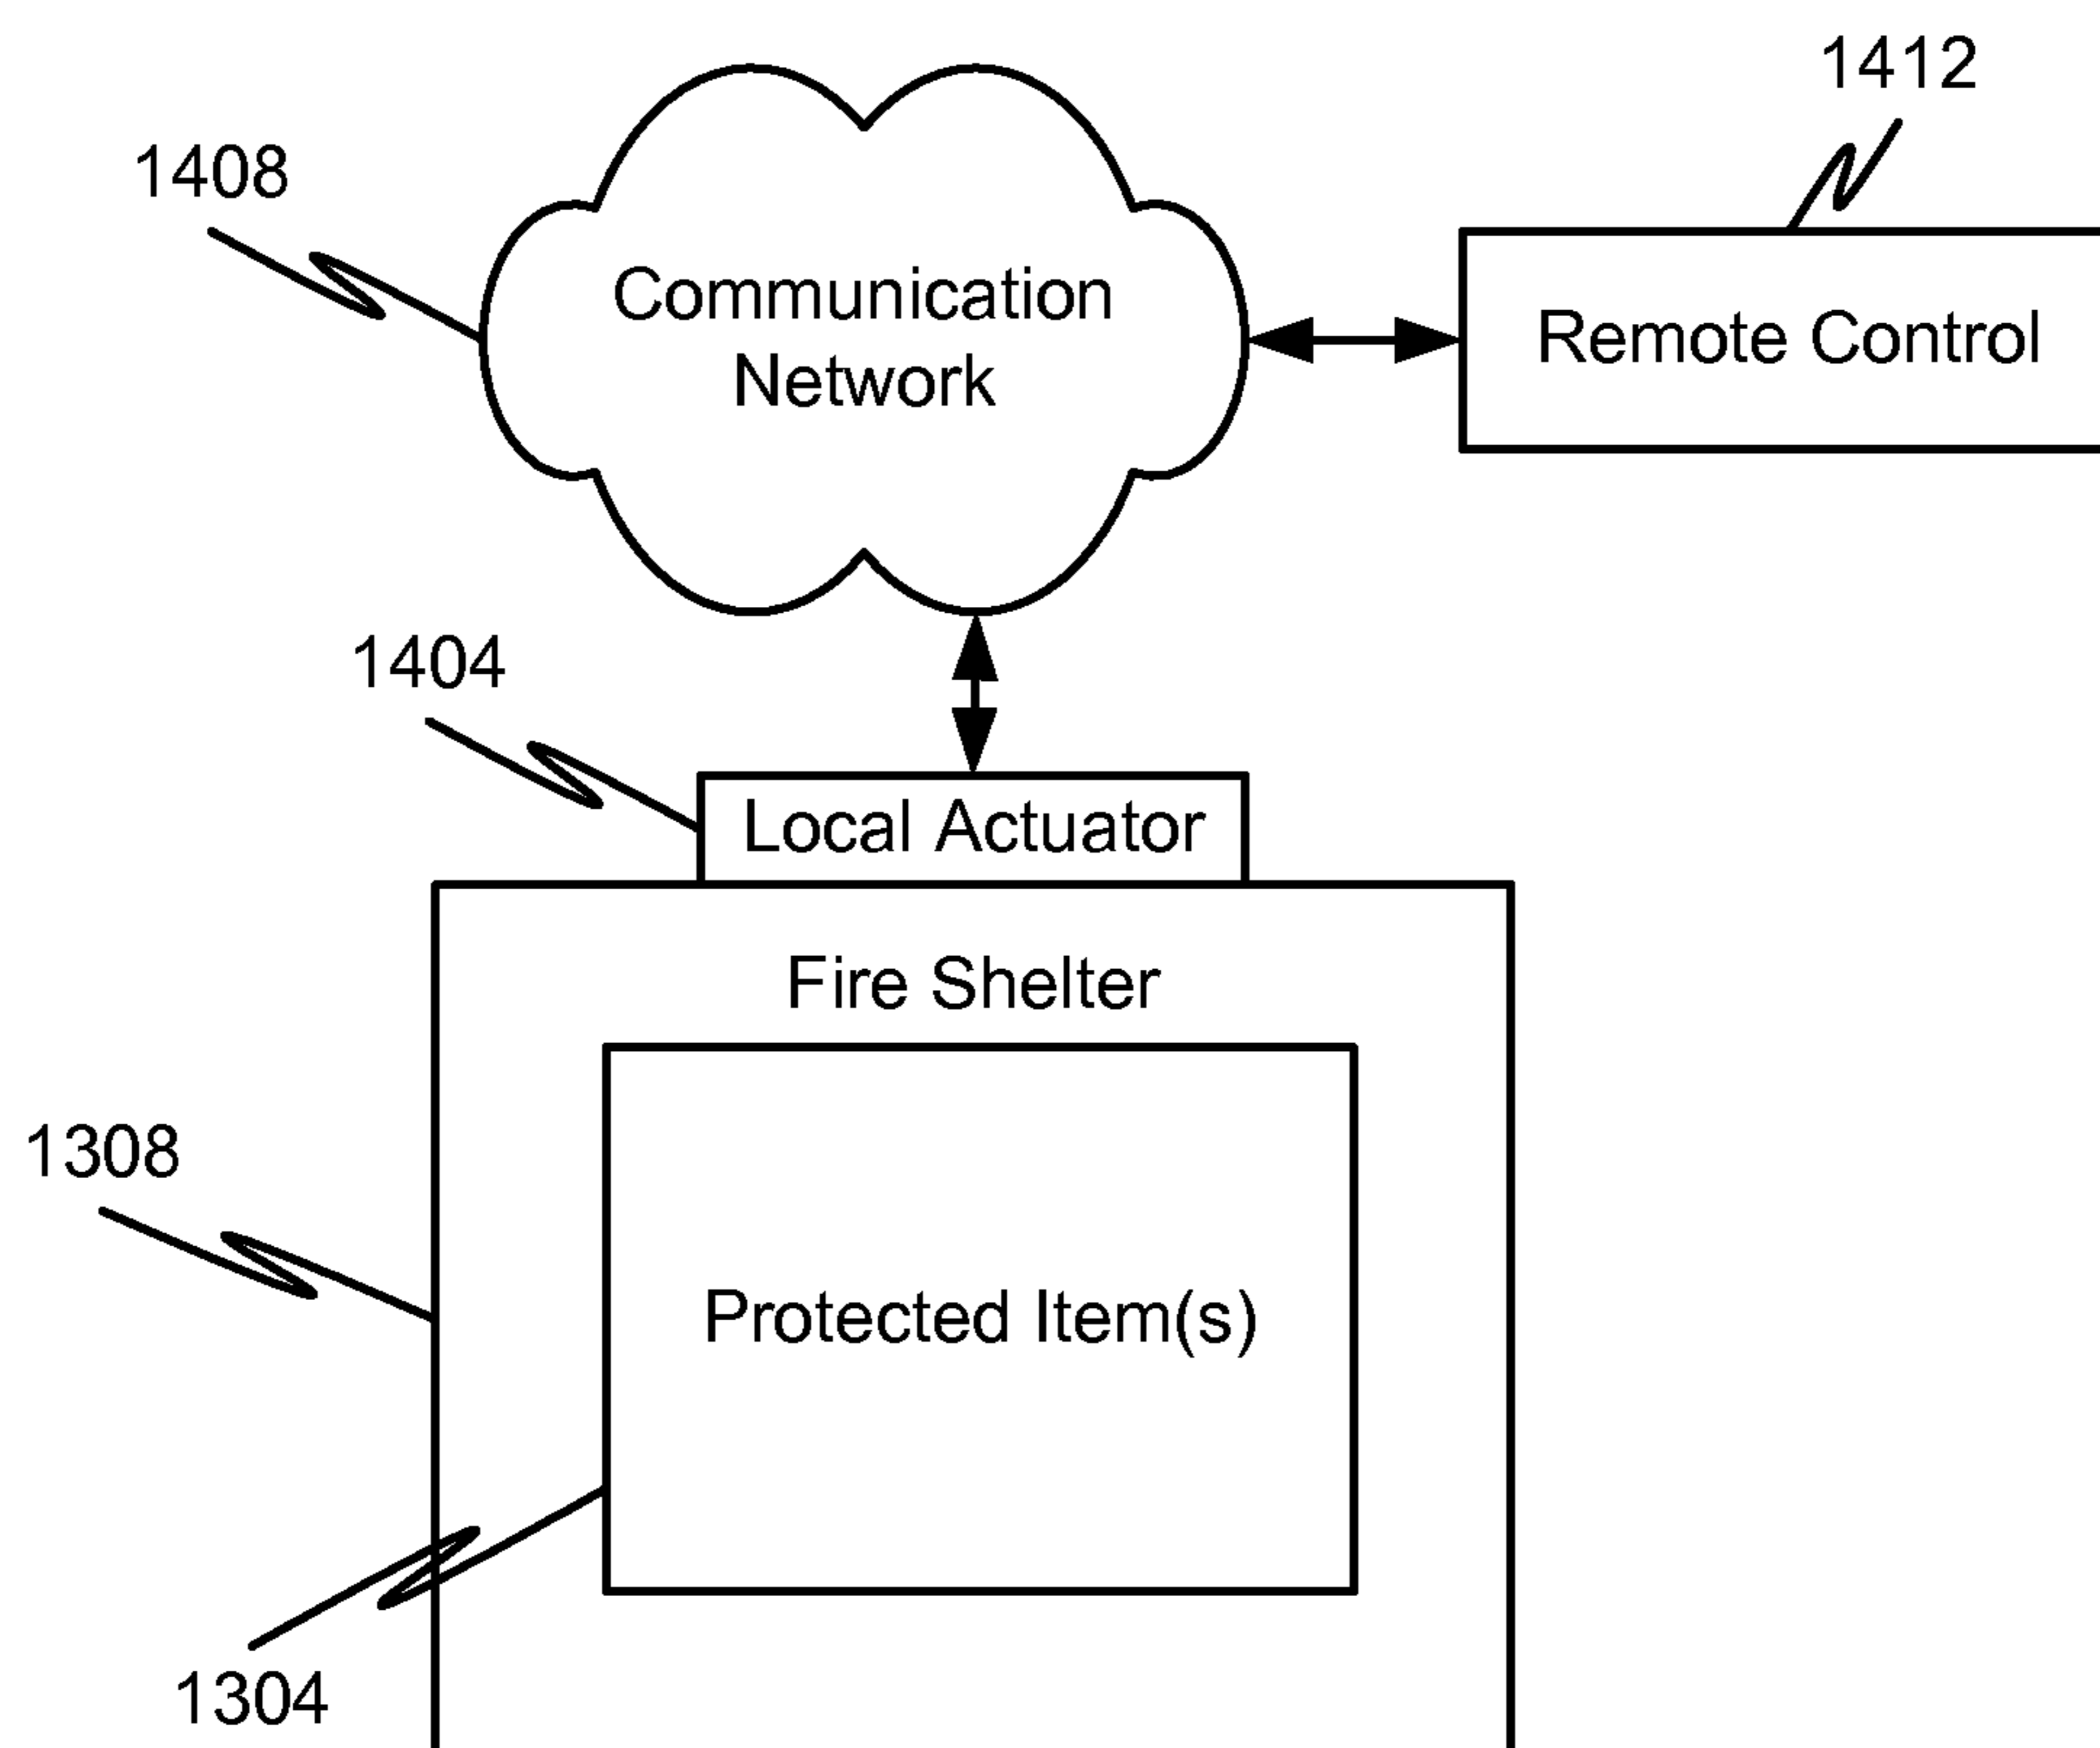 1412
1408
Communication
Network
Remote Control
1404
Local Actuator
Fire Shelter
1308
Protected Item(s)
1304